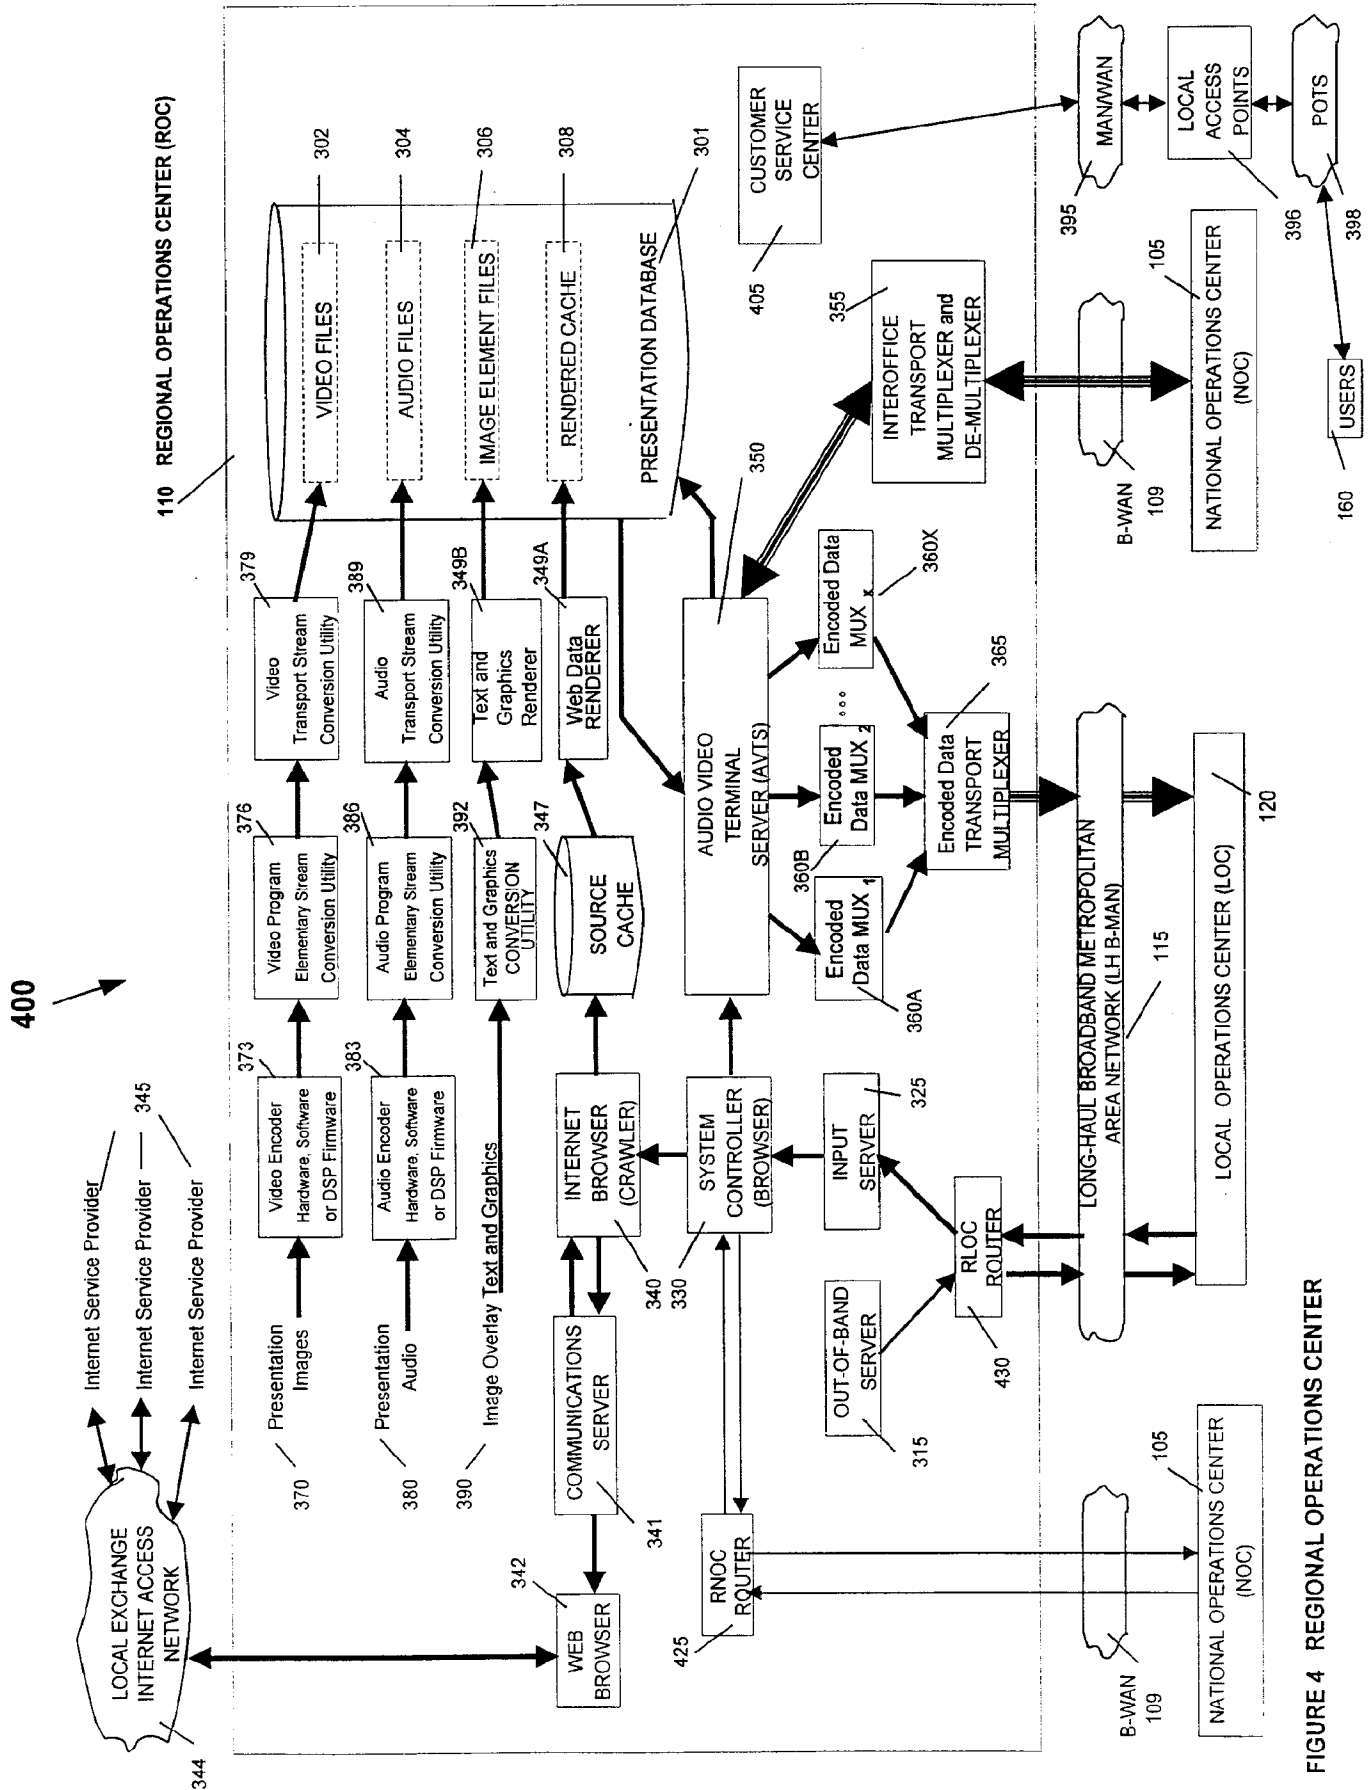 400
110 REGIONAL OPERATIONS CENTER (ROC)
LOCAL EXCHANGE
INTERNET ACCESS
NETWORK
344
Internet Service Provider
Internet Service Provider
Internet Service Provider
345
Presentation
Images
370
Video Encoder
Hardware, Software
or DSP Firmware
373
Video Program
Elementary Stream
Conversion Utility
376
Video
Transport Stream
Conversion Utility
379
VIDEO FILES
302
Presentation
Audio
380
Audio Encoder
Hardware, Software
or DSP Firmware
383
Audio Program
Elementary Stream
Conversion Utility
386
Audio
Transport Stream
Conversion Utility
389
AUDIO FILES
304
390
Image Overlay Text and Graphics
Text and Graphics
CONVERSION
UTILITY
392
Text and
Graphics
Renderer
349B
IMAGE ELEMENT FILES
306
WEB
BROWSER
342
COMMUNICATIONS
SERVER
341
INTERNET
BROWSER
(CRAWLER)
340
SOURCE
CACHE
347
Web Data
RENDERER
349A
RENDERED CACHE
308
PRESENTATION DATABASE
301
RNOC
ROUTER
425
SYSTEM
CONTROLLER
(BROWSER)
330
AUDIO VIDEO
TERMINAL
SERVER (AVTS)
350
CUSTOMER
SERVICE
CENTER
405
OUT-OF-BAND
SERVER
315
INPUT
SERVER
325
Encoded
Data MUX 1
360A
Encoded
Data MUX 2
360B
...
Encoded Data
MUX x
360X
INTEROFFICE
TRANSPORT
MULTIPLEXER and
DE-MULTIPLEXER
355
RLOC
ROUTER
430
Encoded Data
TRANSPORT
MULTIPLEXER
365
B-WAN
109
LONG-HAUL BROADBAND METROPOLITAN
AREA NETWORK (LH B-MAN)
115
B-WAN
109
MAN/WAN
395
LOCAL
ACCESS
POINTS
396
POTS
398
NATIONAL OPERATIONS CENTER
(NOC)
105
LOCAL OPERATIONS CENTER (LOC)
120
NATIONAL OPERATIONS CENTER
(NOC)
105
USERS
160
FIGURE 4 REGIONAL OPERATIONS CENTER